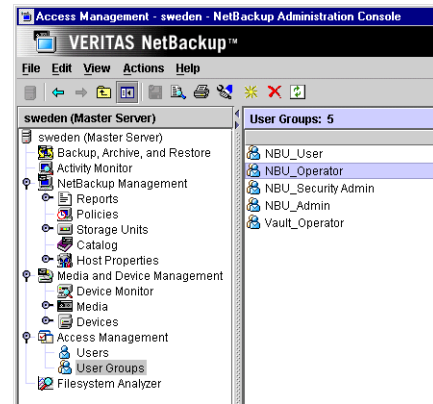 Access Management - sweden - NetBackup Administration Console
VERITAS NetBackup™
File Edit View Actions Help
sweden (Master Server)
User Groups: 5
sweden (Master Server)
Backup, Archive, and Restore
Activity Monitor
NetBackup Management
Reports
Policies
Storage Units
Catalog
Host Properties
Media and Device Management
Device Monitor
Media
Devices
Access Management
Users
User Groups
Filesystem Analyzer
NBU_User
NBU_Operator
NBU_Security Admin
NBU_Admin
Vault_Operator